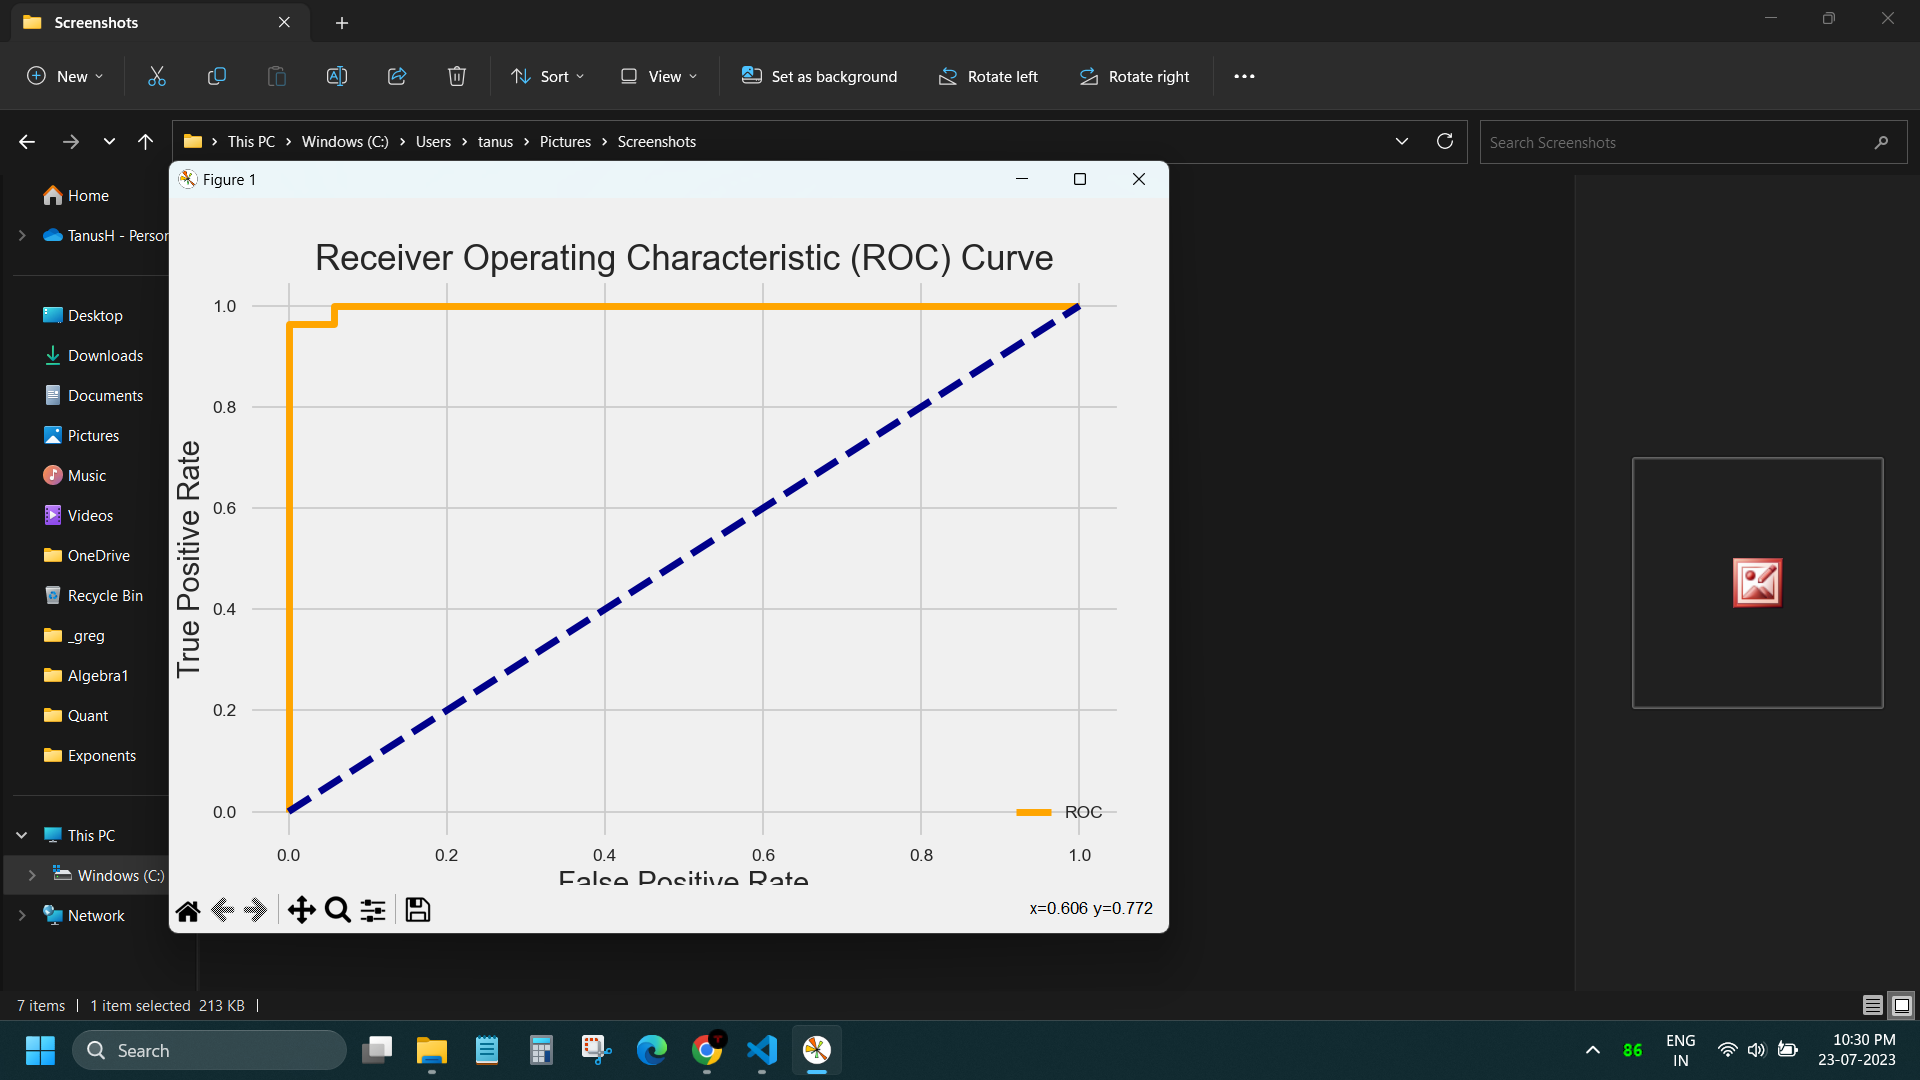 Screenshots
New
Sort
View
Set as background
Rotate left
Rotate right
This PC
Windows (C:)
Users
tanus
Pictures
Screenshots
Search Screenshots
Home
TanusH - Person
Desktop
Downloads
Documents
Pictures
Music
Videos
OneDrive
Recycle Bin
_greg
Algebra1
Quant
Exponents
This PC
Windows (C:)
Network
Figure 1
Receiver Operating Characteristic (ROC) Curve
True Positive Rate
1.0
0.8
0.6
0.4
0.2
0.0
ROC
0.0 0.2 0.4 0.6 0.8 1.0
False Positive Rate
x=0.606 y=0.772
7 items
1 item selected 213 KB
Search
T
86
ENG
IN
10:30 PM
23-07-2023